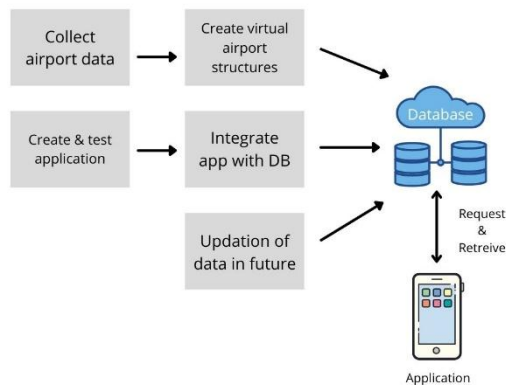 Collect
airport data
Create virtual
airport
structures
Database
Create & test
application
Integrate
app with DB
Updation of
data in future
Request
&
Retreive
Application